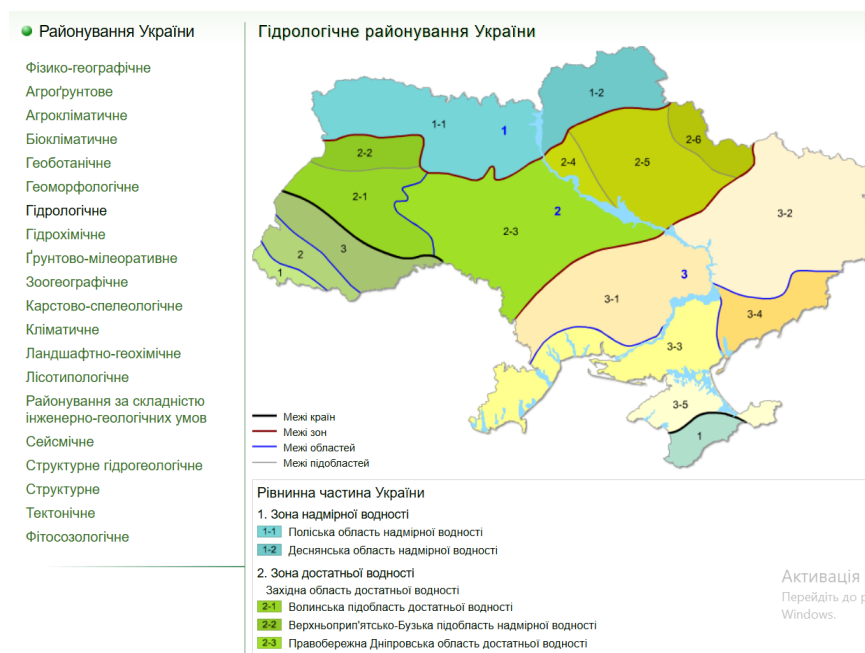 Районування України
Фізико-географічне
Агроґрунтове
Агрокліматичне
Біокліматичне
Геоботанічне
Геоморфологічне
Гідрологічне
Гідрохімічне
Ґрунтово-мілеоративне
Зоогеографічне
Карстово-спелеологічне
Кліматичне
Ландшафтно-геохімічне
Лісотипологічне
Районування за складністю
інженерно-геологічних умов
Сейсмічне
Структурне гідрогеологічне
Структурне
Тектонічне
Фітосозологічне
Гідрологічне районування України
1-2
1-1
1
2-6
2-2
2-4
2-5
2-1
2
2-3
3-2
3
2
1
3
3-1
3-4
3-3
3-5
1
Межі країн
Межі зон
Межі областей
Межі підобластей
Рівнинна частина України
1. Зона надмірної водності
1-1 Поліська область надмірної водності
1-2 Деснянська область надмірної водності
2. Зона достатньої водності
Західна область достатньої водності
2-1 Волинська підобласть достатньої водності
2-2 Верхньоприп'ятсько-Бузька підобласть надмірної водності
2-3 Правобережна Дніпровська область достатньої водності
Активація
Перейдіть до
Windows.